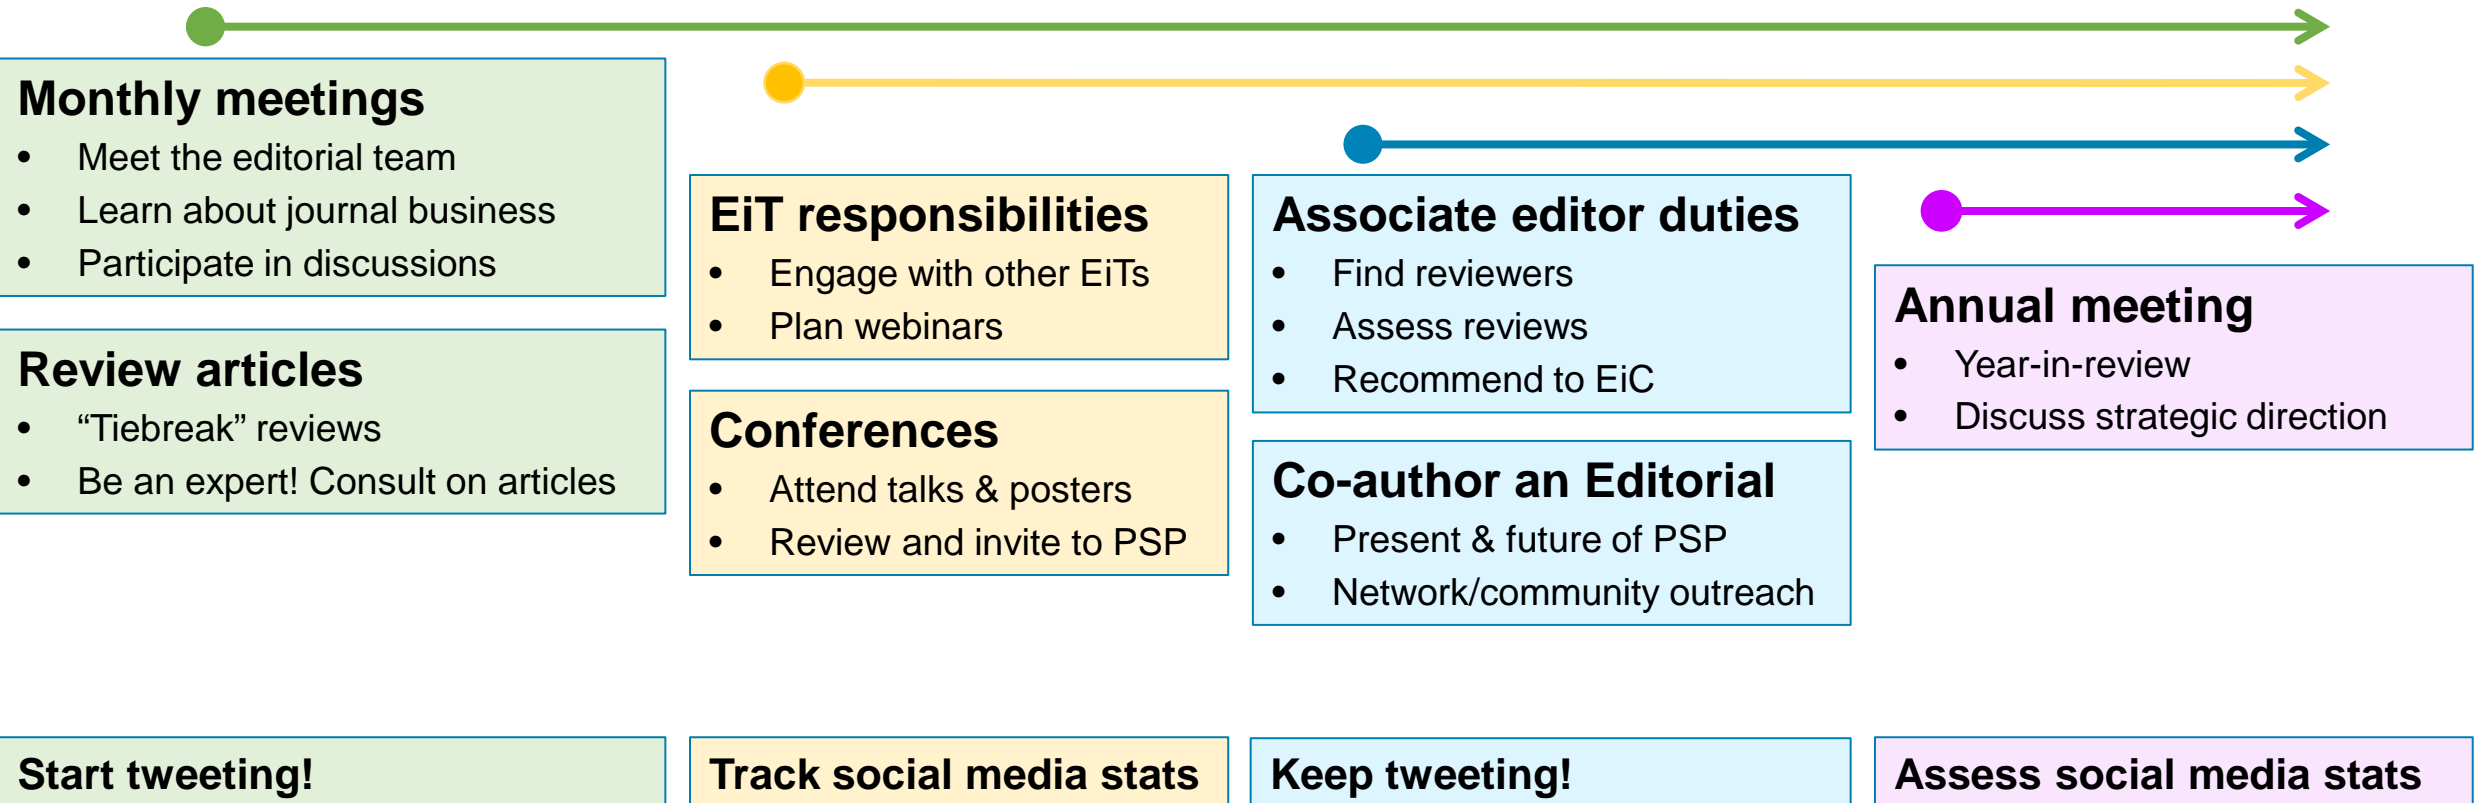 Monthly meetings
• Meet the editorial team
• Learn about journal business
• Participate in discussions
Review articles
• “Tiebreak” reviews
• Be an expert! Consult on articles
EiT responsibilities
• Engage with other EiTs
• Plan webinars
Conferences
• Attend talks & posters
• Review and invite to PSP
Associate editor duties
• Find reviewers
• Assess reviews
• Recommend to EiC
Co-author an Editorial
• Present & future of PSP
• Network/community outreach
Annual meeting
• Year-in-review
• Discuss strategic direction
Start tweeting!
Track social media stats
Keep tweeting!
Assess social media stats